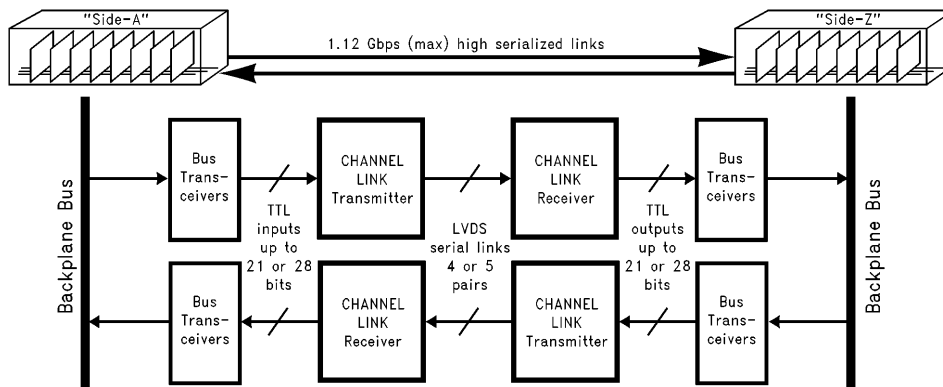 "Side-A"
"Side-Z"
1.12 Gbps (max) high serialized links
Backplane Bus
Bus
Trans-
ceivers
CHANNEL
LINK
Transmitter
CHANNEL
LINK
Receiver
Bus
Trans-
ceivers
Backplane Bus
TTL
inputs
up to
21 or 28
bits
LVDS
serial links
4 or 5
pairs
TTL
outputs
up to
21 or 28
bits
Bus
Trans-
ceivers
CHANNEL
LINK
Receiver
CHANNEL
LINK
Transmitter
Bus
Trans-
ceivers